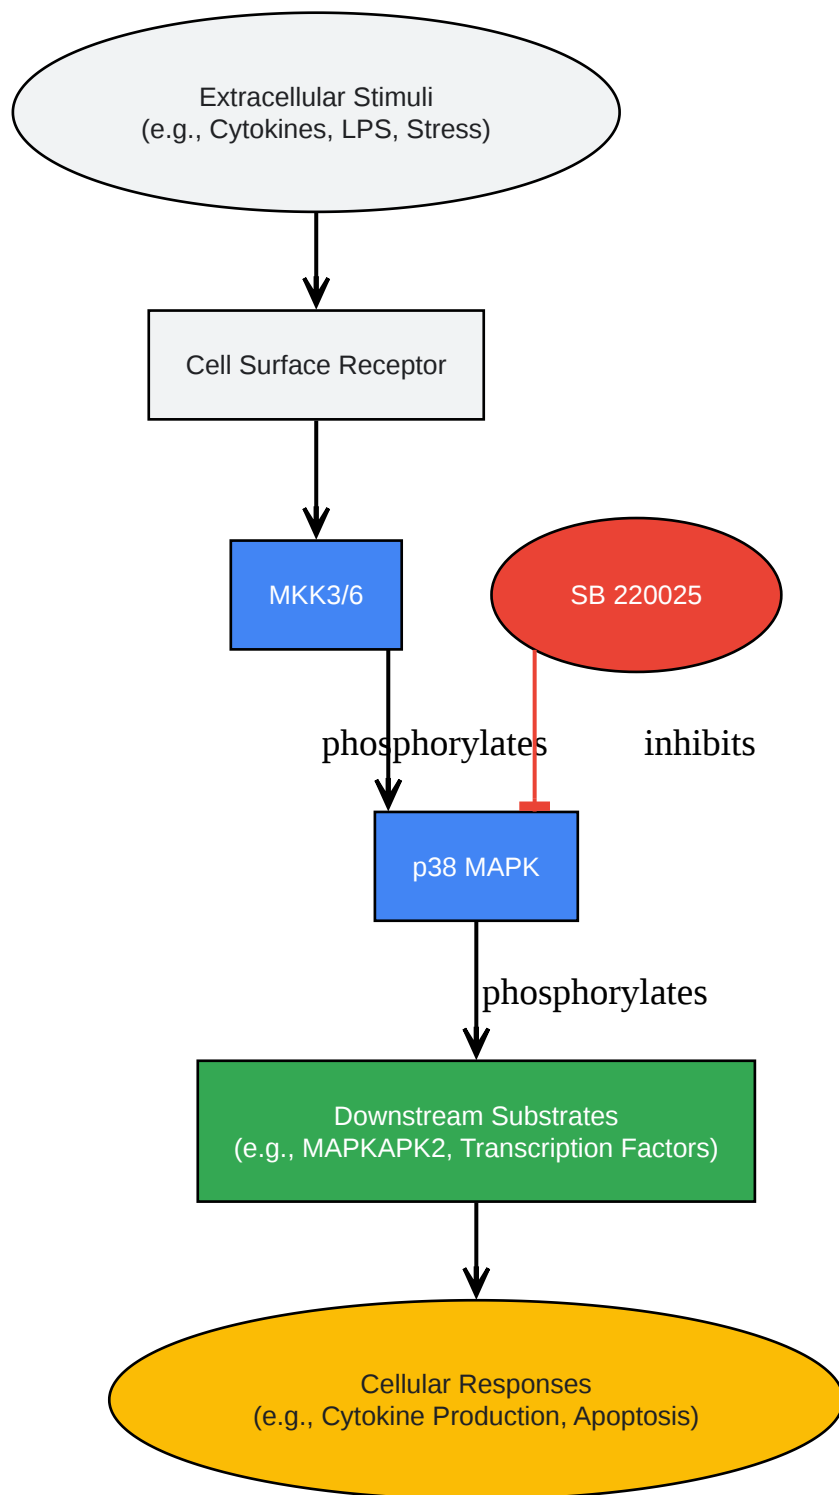 Extracellular Stimuli
(e.g., Cytokines, LPS, Stress)
Cell Surface Receptor
MKK3/6
SB 220025
phosphorylates
inhibits
p38 MAPK
phosphorylates
Downstream Substrates
(e.g., MAPKAPK2, Transcription Factors)
Cellular Responses
(e.g., Cytokine Production, Apoptosis)